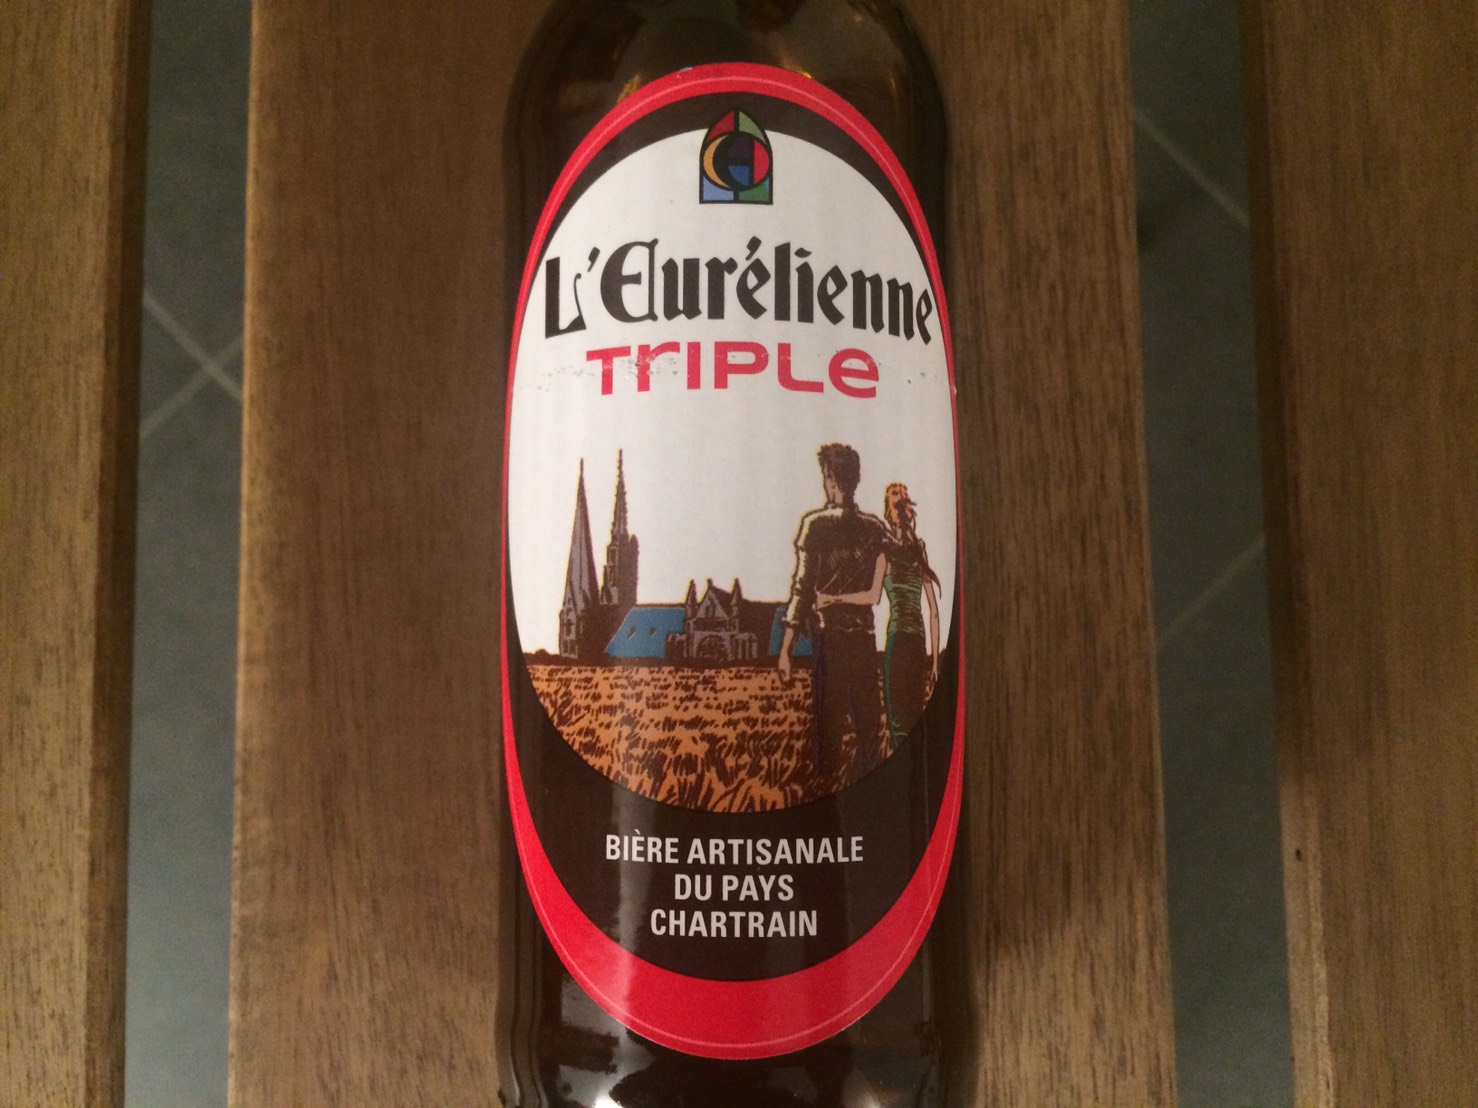 L'Eurélienne
TRIPLE
BIÈRE ARTISANALE
DU PAYS
CHARTRAIN